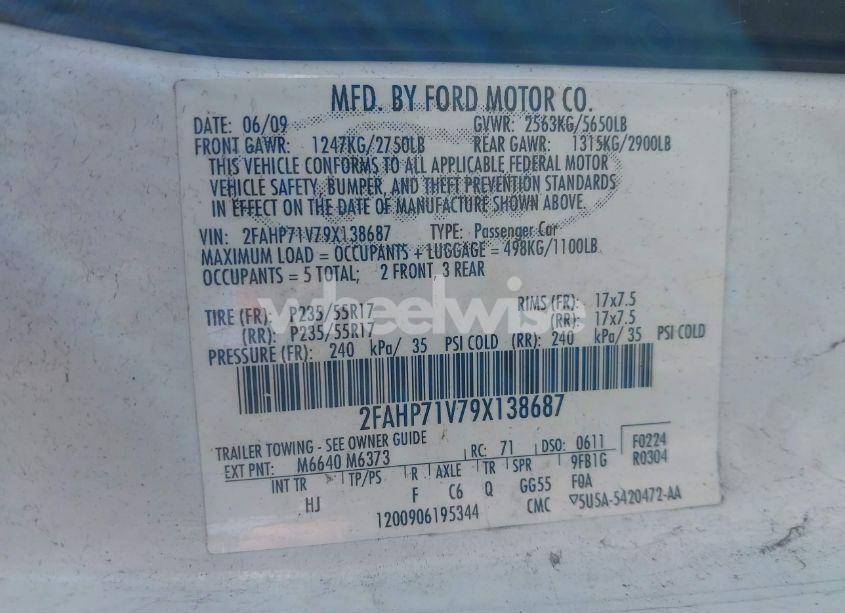 MFD. BY FORD MOTOR CO.
DATE: 06/09 GVWR: 2563KG/5650LB
FRONT GAWR: 1247KG/2750LB REAR GAWR: 1315KG/2900LB
THIS VEHICLE CONFORMS TO ALL APPLICABLE FEDERAL MOTOR
VEHICLE SAFETY, BUMPER, AND THEFT PREVENTION STANDARDS
IN EFFECT ON THE DATE OF MANUFACTURE SHOWN ABOVE.
VIN: 2FAHP71V79X138687 TYPE: Passenger Car
MAXIMUM LOAD = OCCUPANTS + LUGGAGE = 498KG/1100LB
OCCUPANTS = 5 TOTAL; 2 FRONT, 3 REAR
wheelwise
TIRE (FR): P235/55R17 RIMS (FR): 17x7.5
(RR): P235/55R17 (RR): 17x7.5
PRESSURE (FR): 240 kPa/ 35 PSI COLD (RR): 240 kPa/ 35 PSI COLD
2FAHP71V79X138687
TRAILER TOWING - SEE OWNER GUIDE
EXT PNT: M6640 M6373 RC: 71 DSO: 0611 F0224
INT TR TP/PS R AXLE TR SPR 9FB1G R0304
HJ F C6 Q GG55 F0A
1200906195344 CMC ▽5U5A-5420472-AA